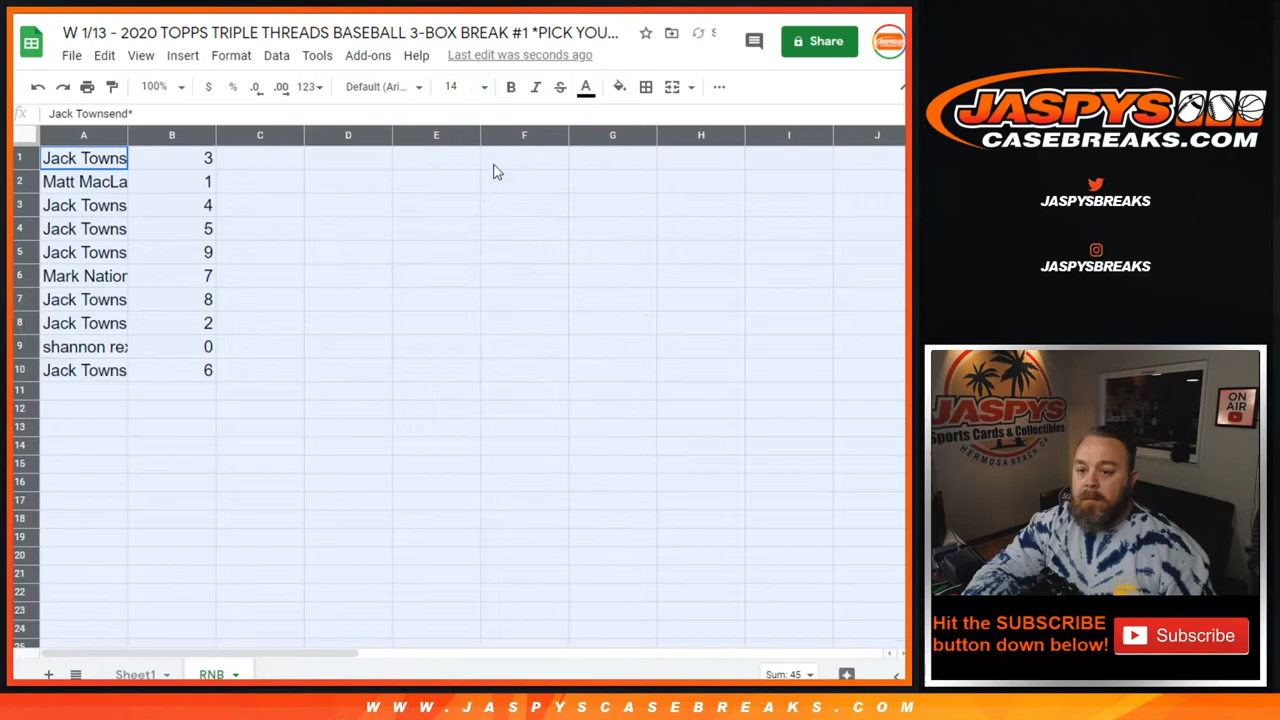 W 1/13 - 2020 TOPPS TRIPLE THREADS BASEBALL 3-BOX BREAK #1 *PICK YOU...
File Edit View Insert Format Data Tools Add-ons Help Last edit was seconds ago
Share
100% $ % .0 .00 123 Default (Ari... 14 B I S A
fx Jack Townsend*
A B C D E F G H I J
1 Jack Towns 3
2 Matt MacLa 1
3 Jack Towns 4
4 Jack Towns 5
5 Jack Towns 9
6 Mark Nation 7
7 Jack Towns 8
8 Jack Towns 2
9 shannon rex 0
10 Jack Towns 6
11
12
13
14
15
16
17
18
19
20
21
22
23
24
25
Sheet1 RNB Sum: 45
JASPYS
CASEBREAKS.COM
JASPYSBREAKS
JASPYSBREAKS
JASPYS
Sports Cards & Collectibles
HERMOSA BEACH CA
ON
AIR
Hit the SUBSCRIBE
button down below!
Subscribe
WWW.JASPYSCASEBREAKS.COM